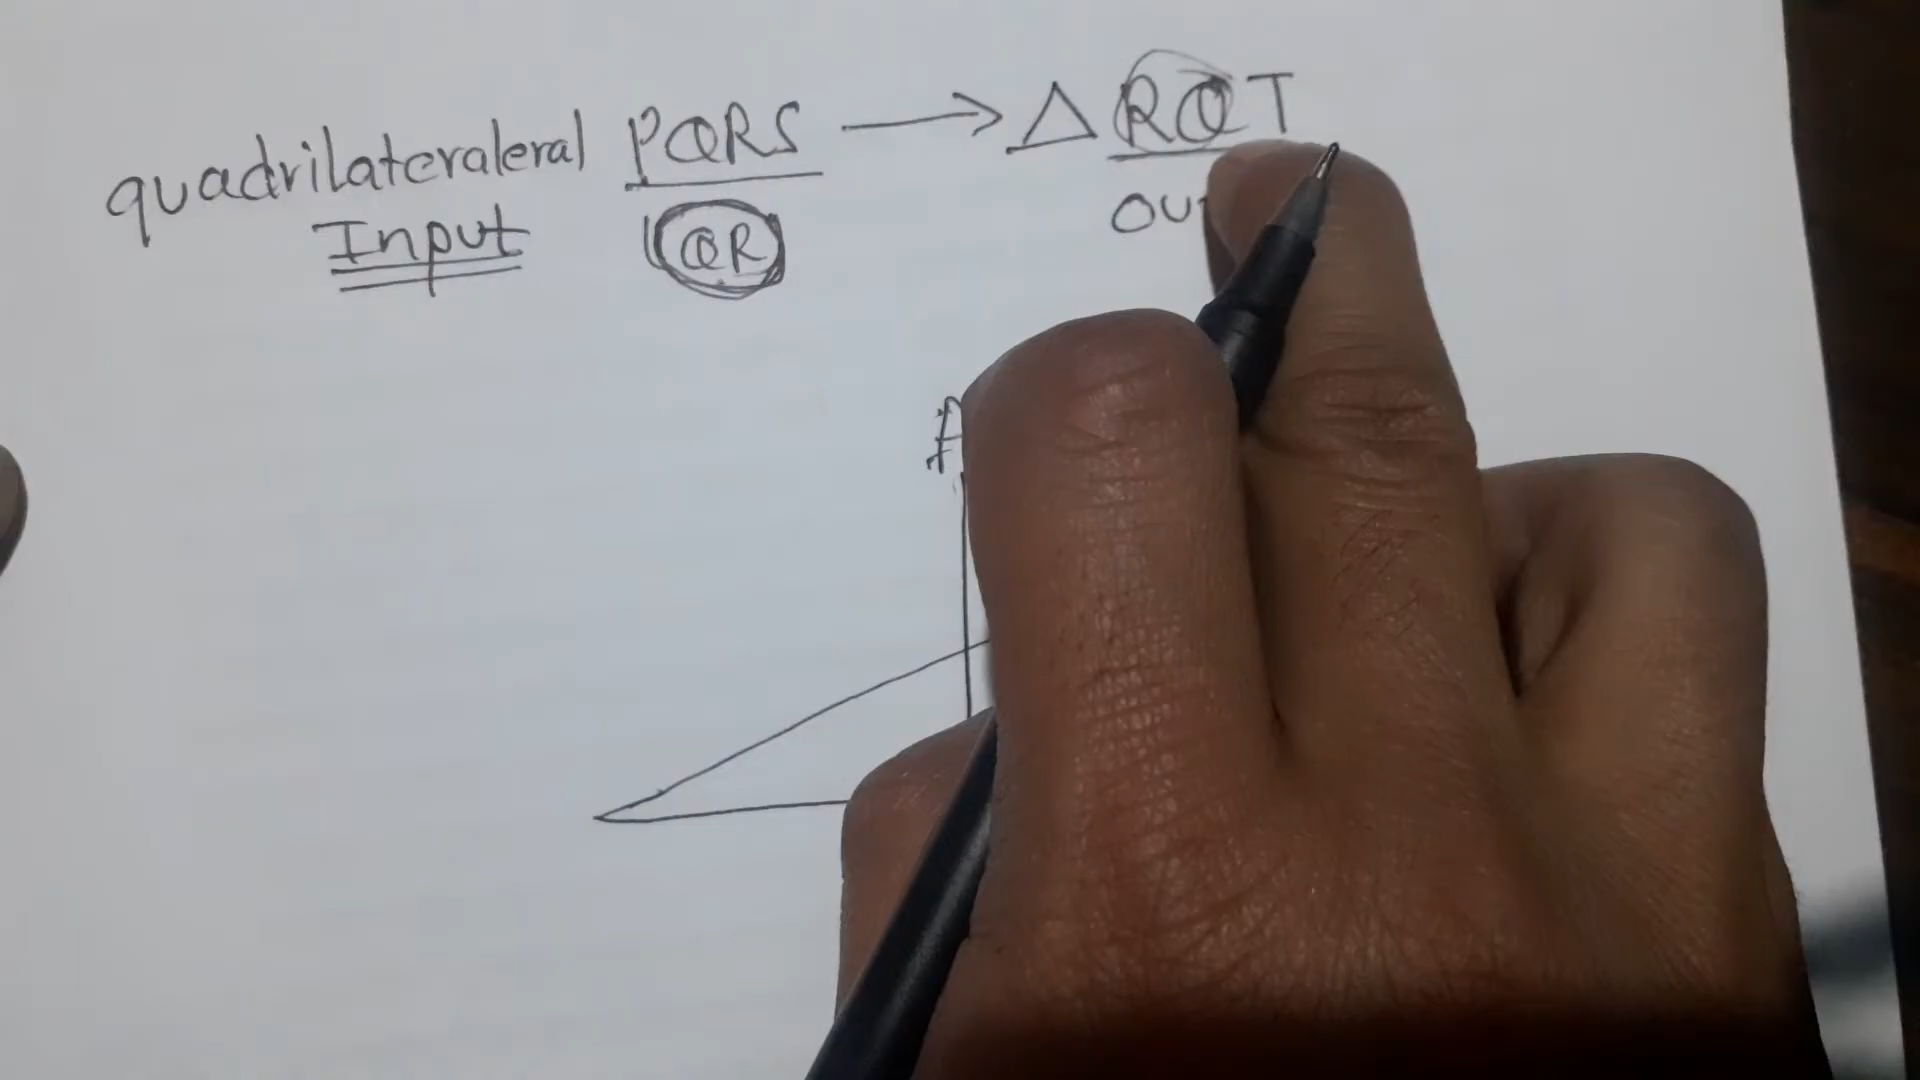 quadrilateraleral PQRS → △ RQT
Input QR
P